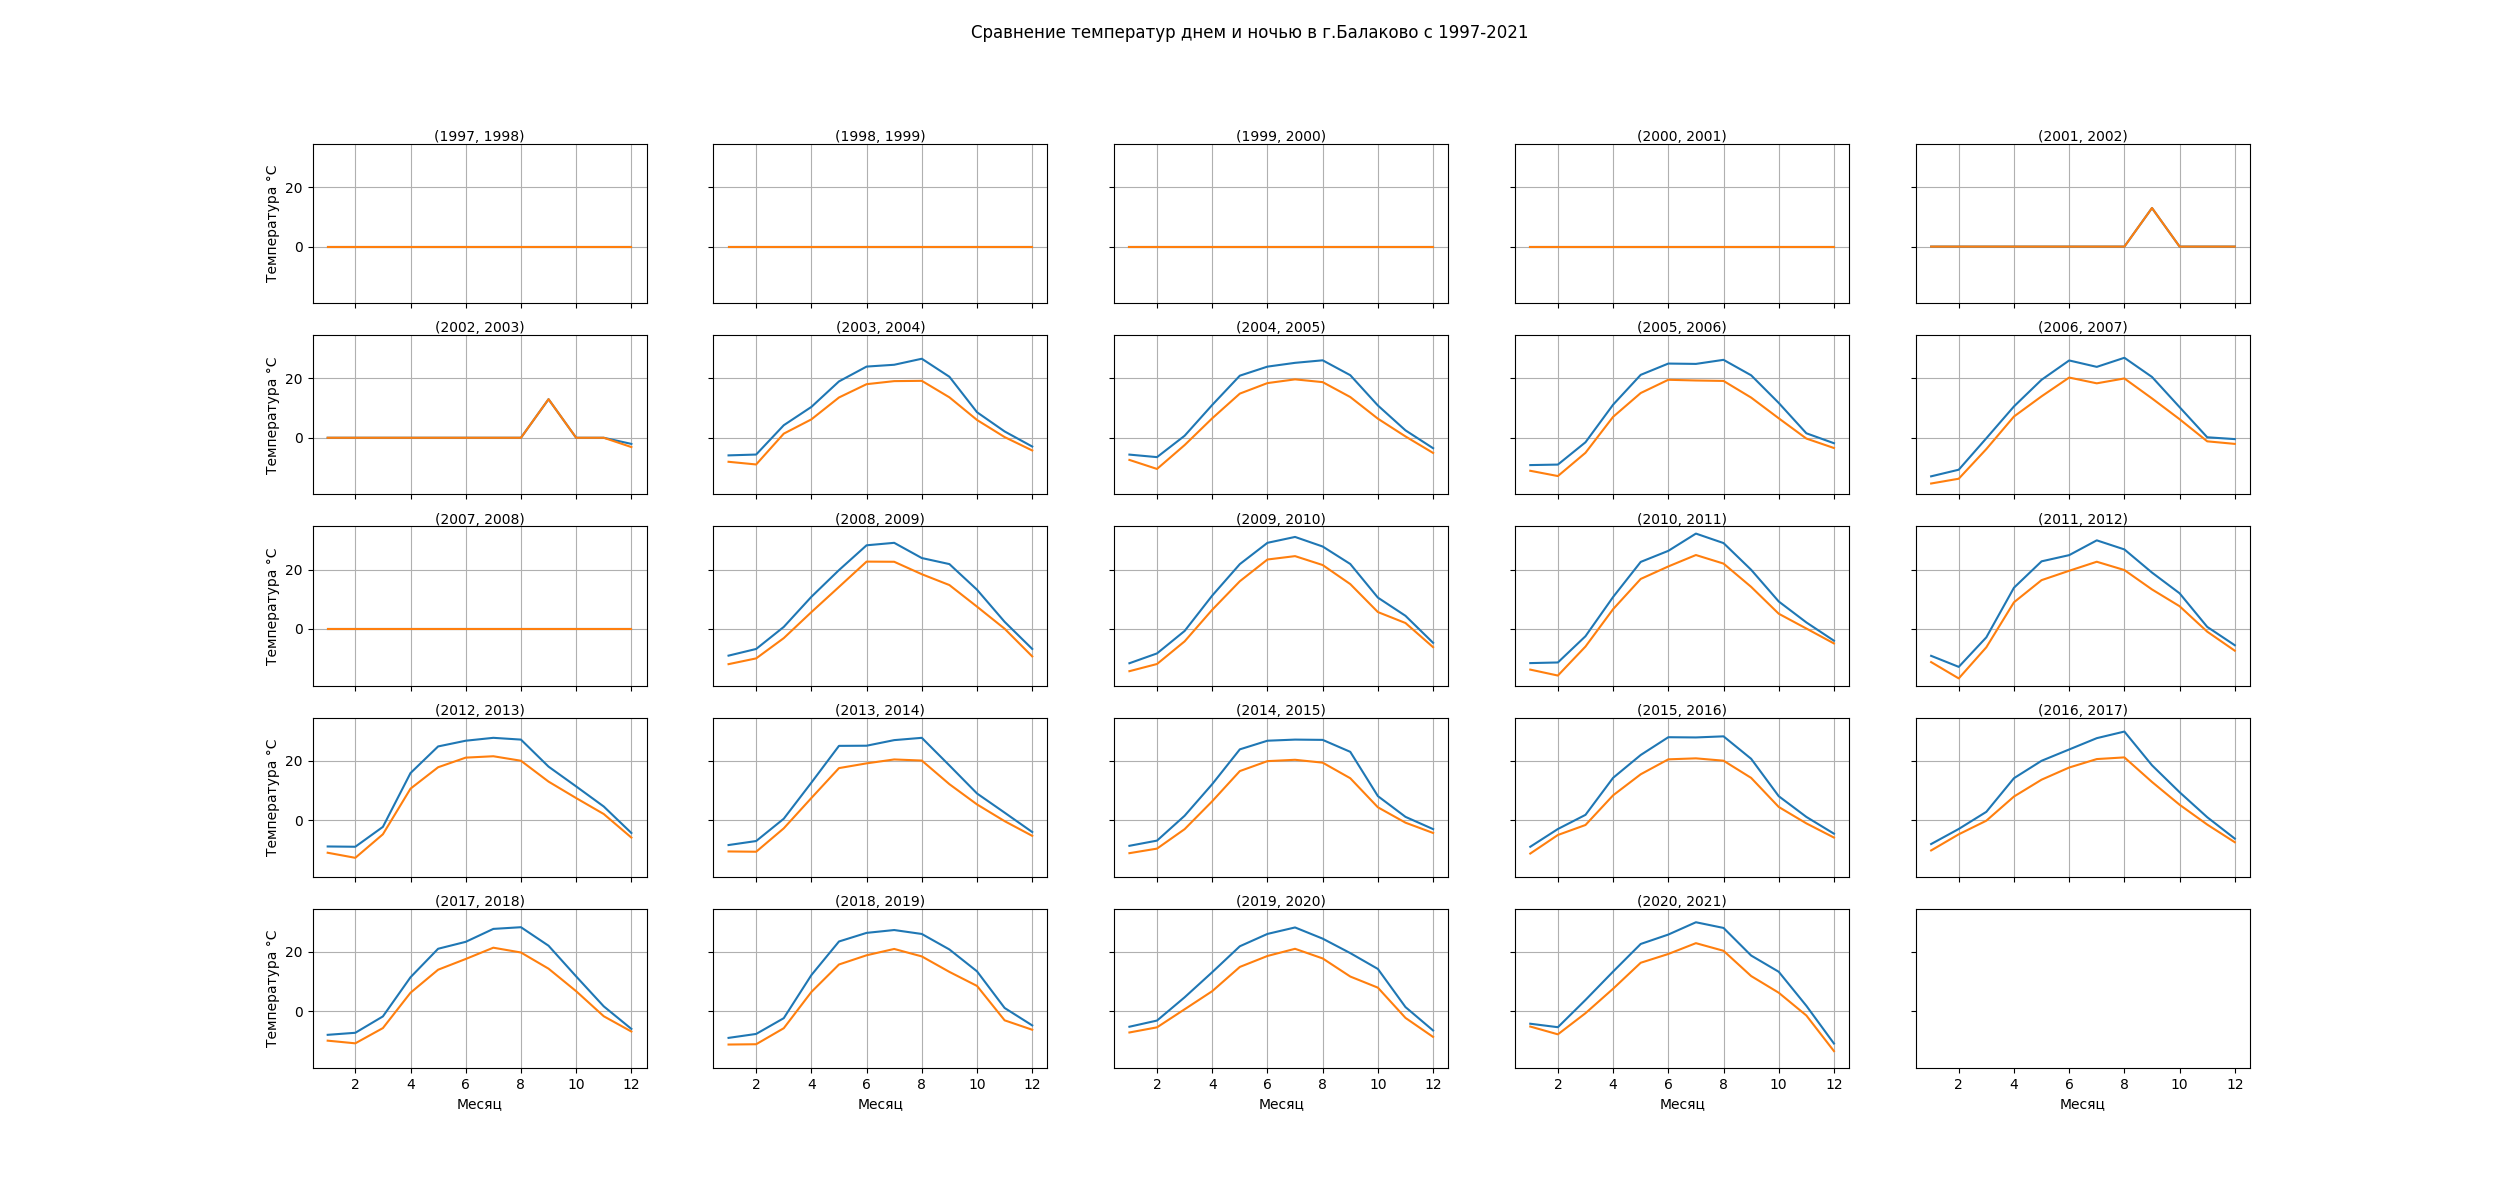 Сравнение температур днем и ночью в г.Балаково с 1997-2021
(1997, 1998) (1998, 1999) (1999, 2000) (2000, 2001) (2001, 2002)
Температура °C
20
0
(2002, 2003) (2003, 2004) (2004, 2005) (2005, 2006) (2006, 2007)
Температура °C
20
0
(2007, 2008) (2008, 2009) (2009, 2010) (2010, 2011) (2011, 2012)
Температура °C
20
0
(2012, 2013) (2013, 2014) (2014, 2015) (2015, 2016) (2016, 2017)
Температура °C
20
0
(2017, 2018) (2018, 2019) (2019, 2020) (2020, 2021)
Температура °C
20
0
2 4 6 8 10 12 2 4 6 8 10 12 2 4 6 8 10 12 2 4 6 8 10 12 2 4 6 8 10 12
Месяц Месяц Месяц Месяц Месяц